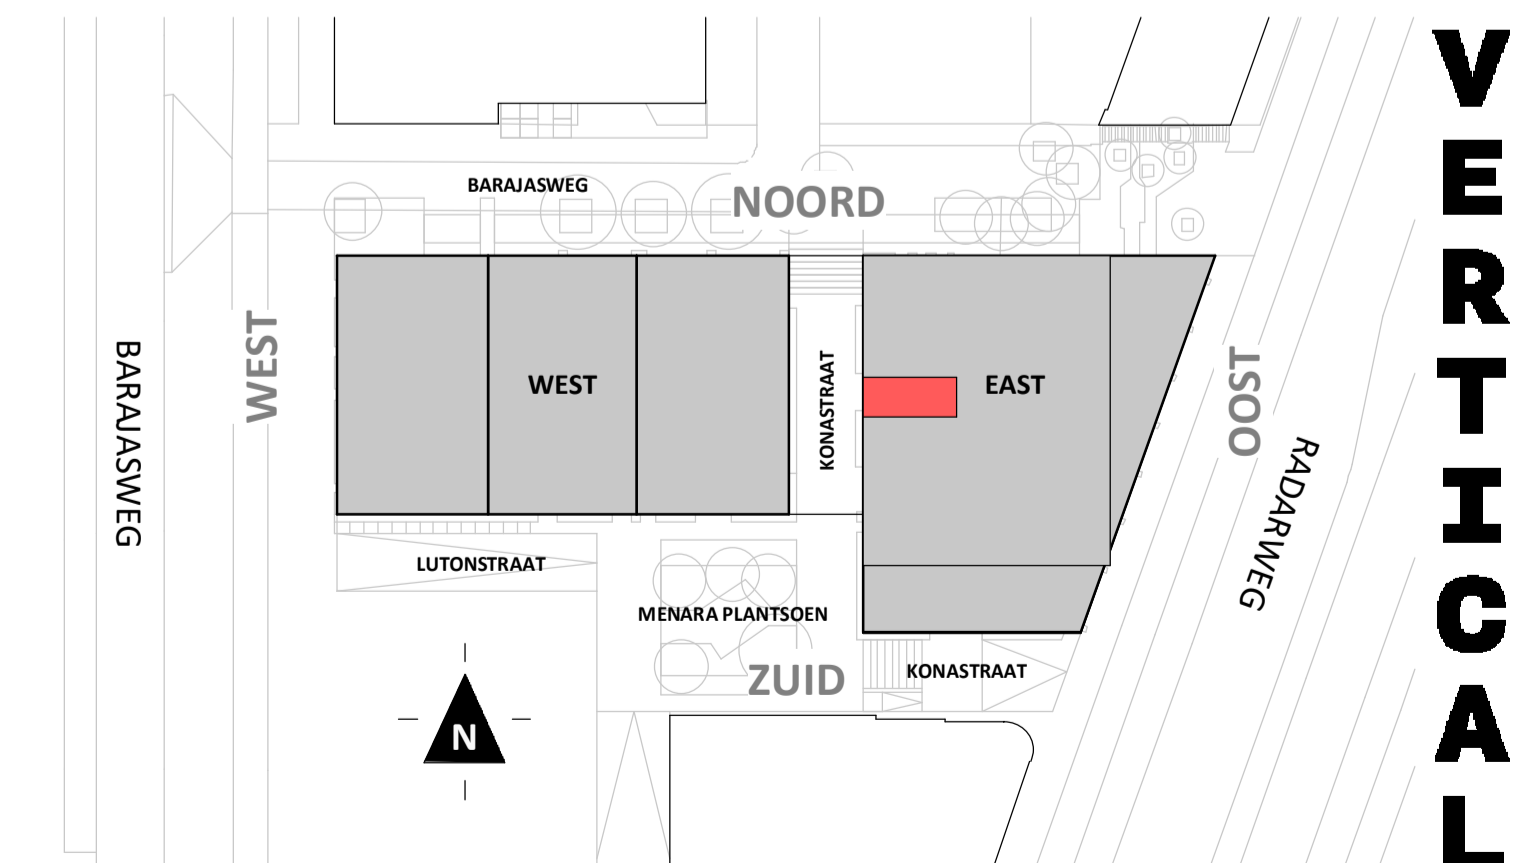 BARAJASWEG
NOORD
BARAJASWEG
WEST
WEST
KONASTRAAT
EAST
OOST
RADARWEG
LUTONSTRAAT
MENARA PLANTSOEN
ZUID
KONASTRAAT
N
VERTICAL